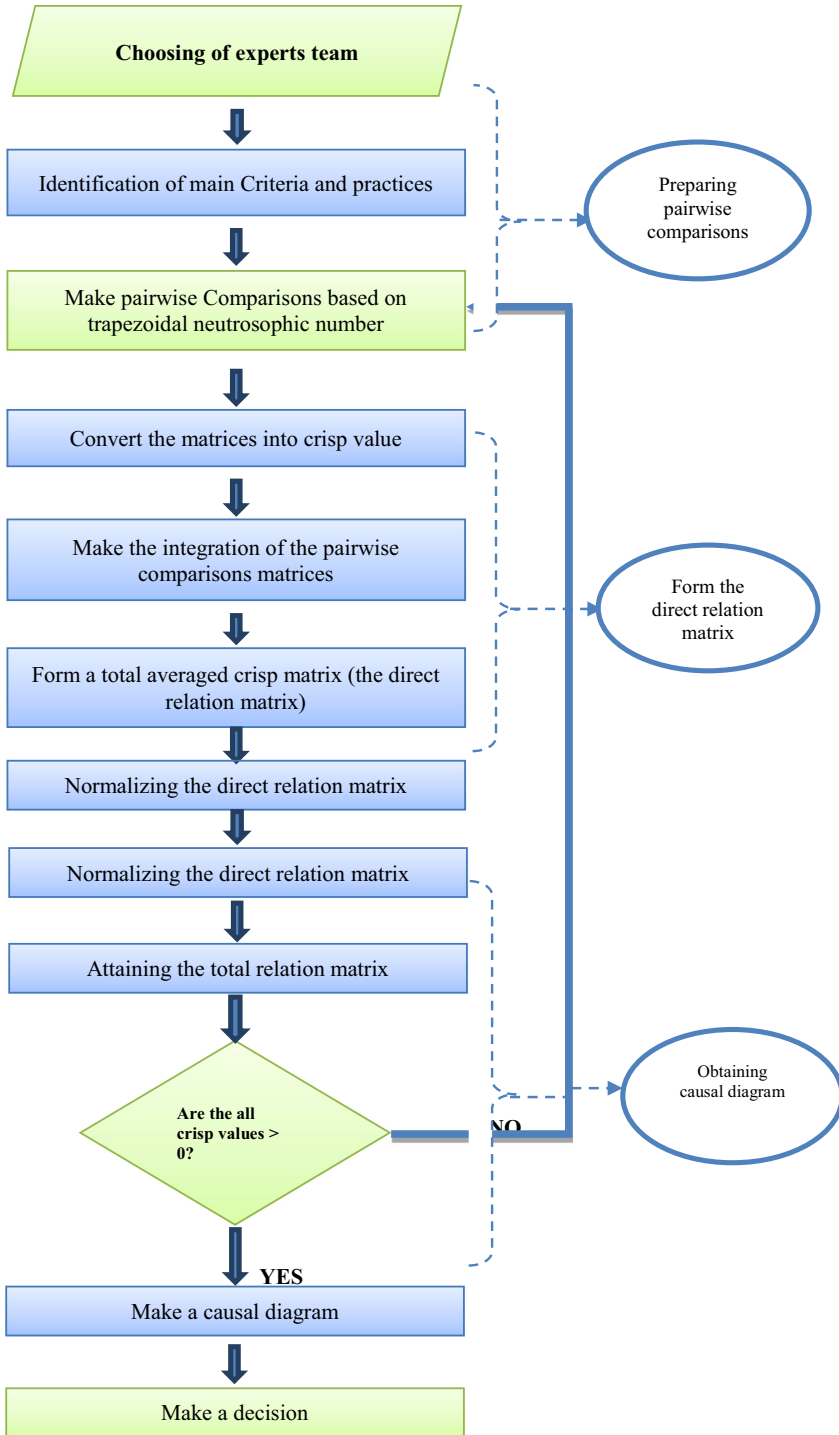 Choosing of experts team
Identification of main Criteria and practices
Preparing
pairwise
comparisons
Make pairwise Comparisons based on
trapezoidal neutrosophic number
Convert the matrices into crisp value
Make the integration of the pairwise
comparisons matrices
Form the
direct relation
matrix
Form a total averaged crisp matrix (the direct
relation matrix)
Normalizing the direct relation matrix
Normalizing the direct relation matrix
Attaining the total relation matrix
Obtaining
causal diagram
Are the all
crisp values >
0?
NO
YES
Make a causal diagram
Make a decision